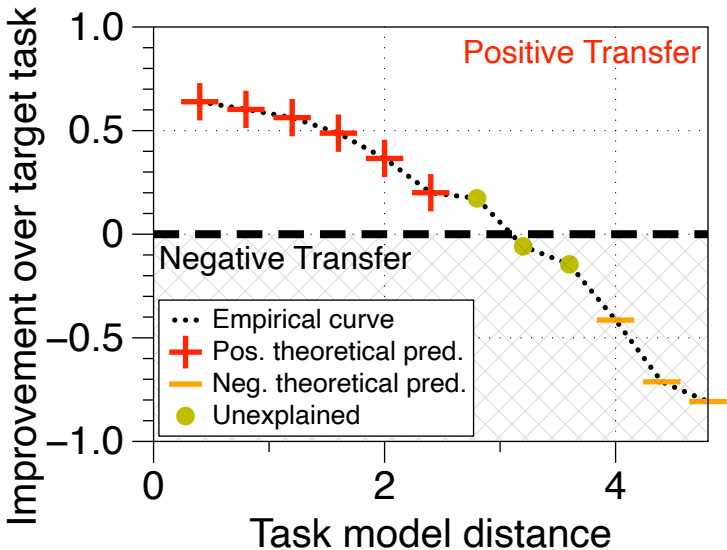 Improvement over target task
1.0
0.5
0
−0.5
−1.0
Positive Transfer
Negative Transfer
Empirical curve
Pos. theoretical pred.
Neg. theoretical pred.
Unexplained
0
2
4
Task model distance